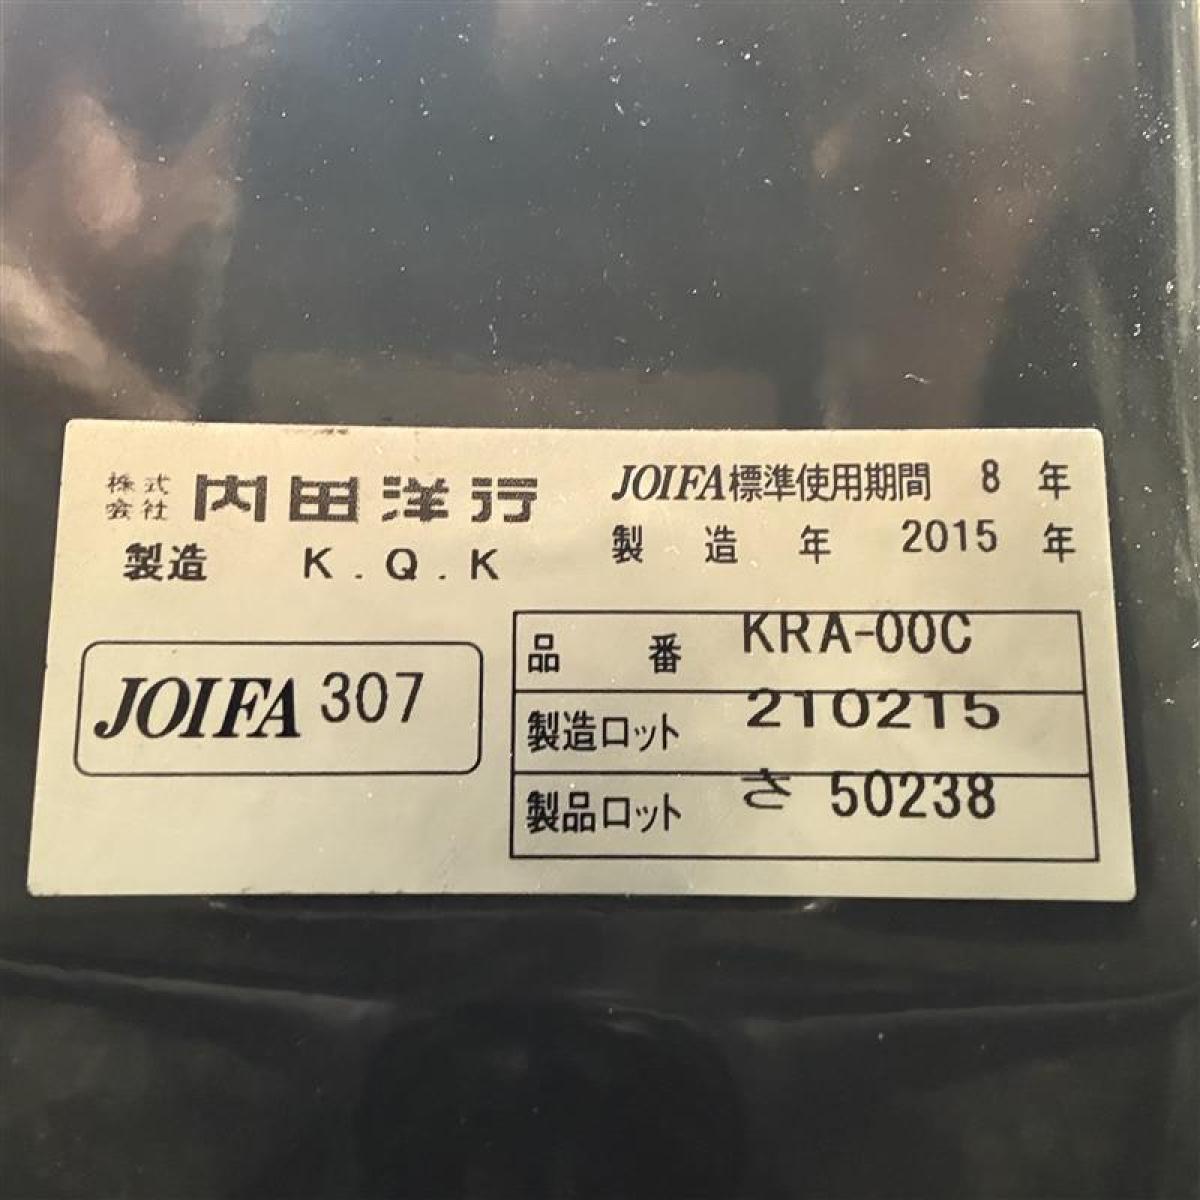 株式会社 内田洋行
製造 K.Q.K
JOIFA 307
JOIFA標準使用期間 8 年
製造年 2015 年
品番 KRA-00C
製造ロット 210215
製品ロット さ 50238